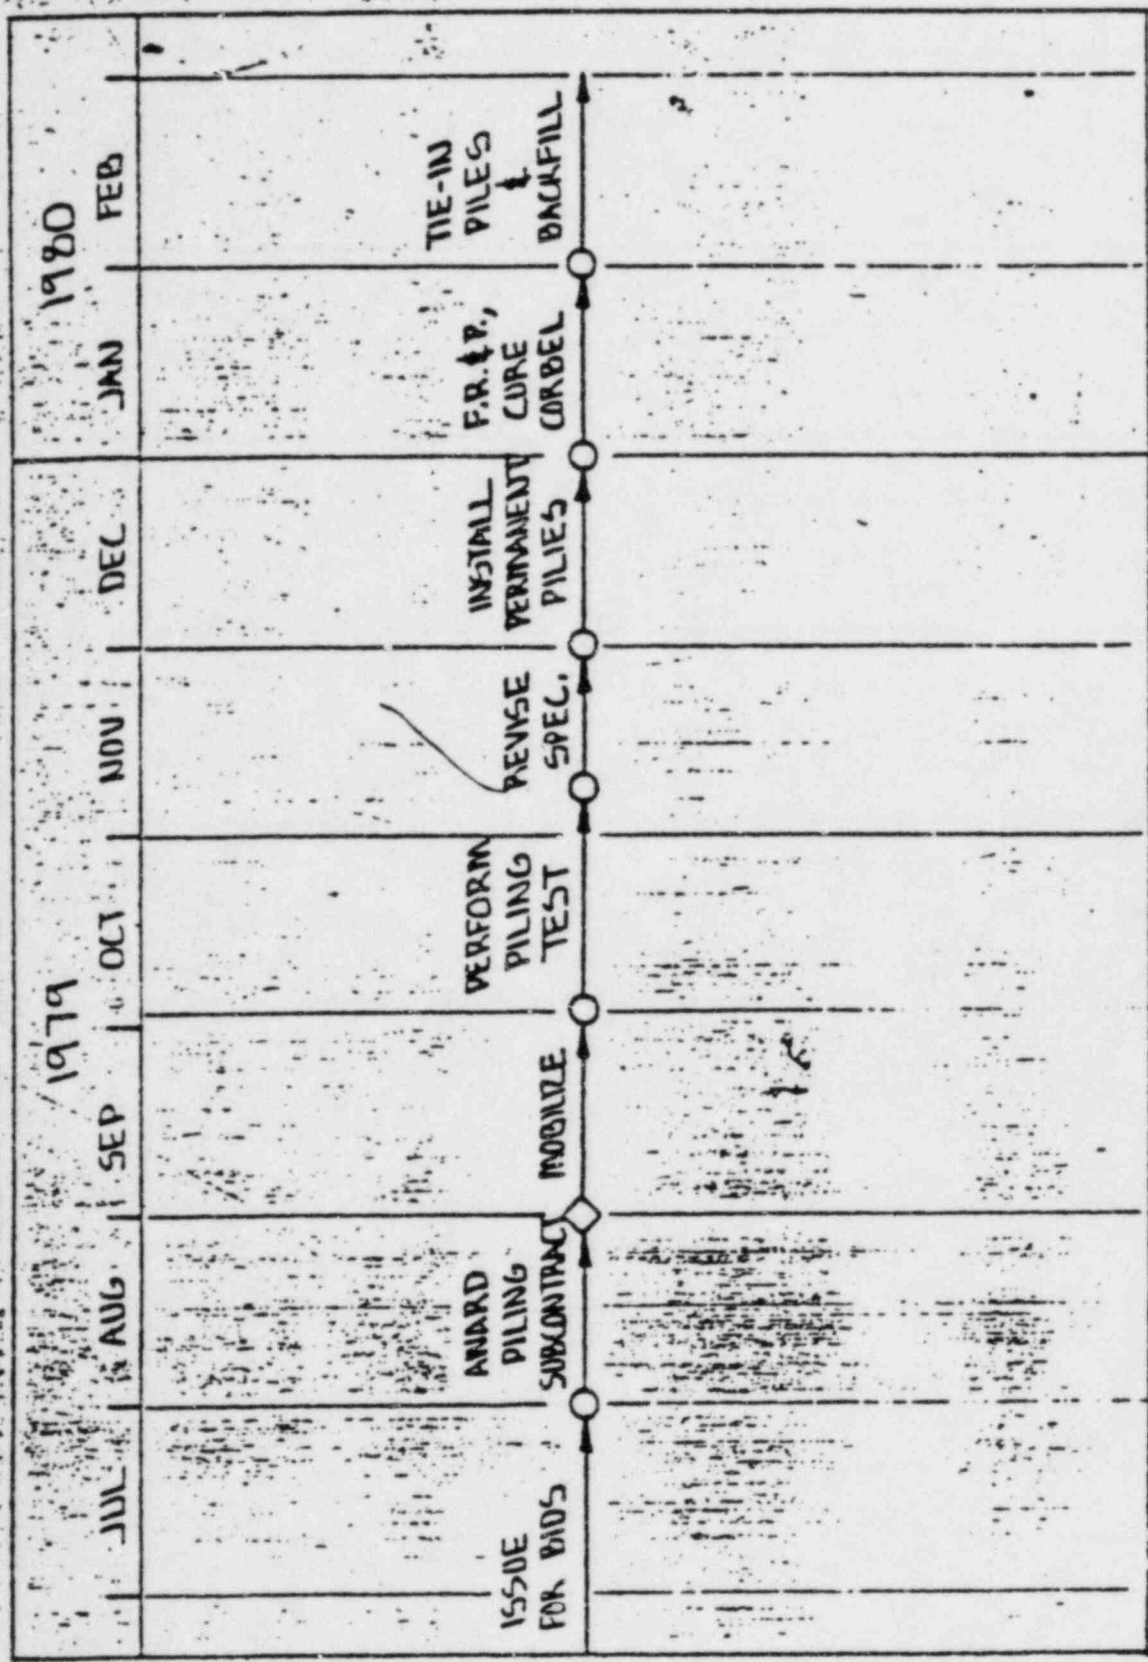 1979
1980
JUL
AUG
SEP
OCT
NOV
DEC
JAN
FEB
ISSUE
FOR BIDS
AWARD
PILING
SUBCONTRACT
MOBILIZE
PERFORM
PILING
TEST
REVISE
SPEC.
INSTALL
PERMANENT
PILIES
F.R.&P.,
CURE
CORBEL
TIE-IN
PILES
&
BACKFILL